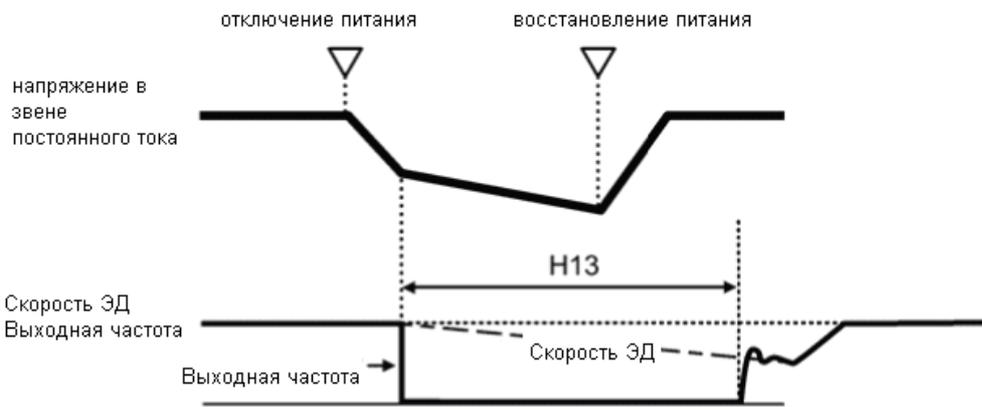 отключение питания
восстановление питания
напряжение в
звене
постоянного тока
H13
Скорость ЭД
Выходная частота
Скорость ЭД
Выходная частота